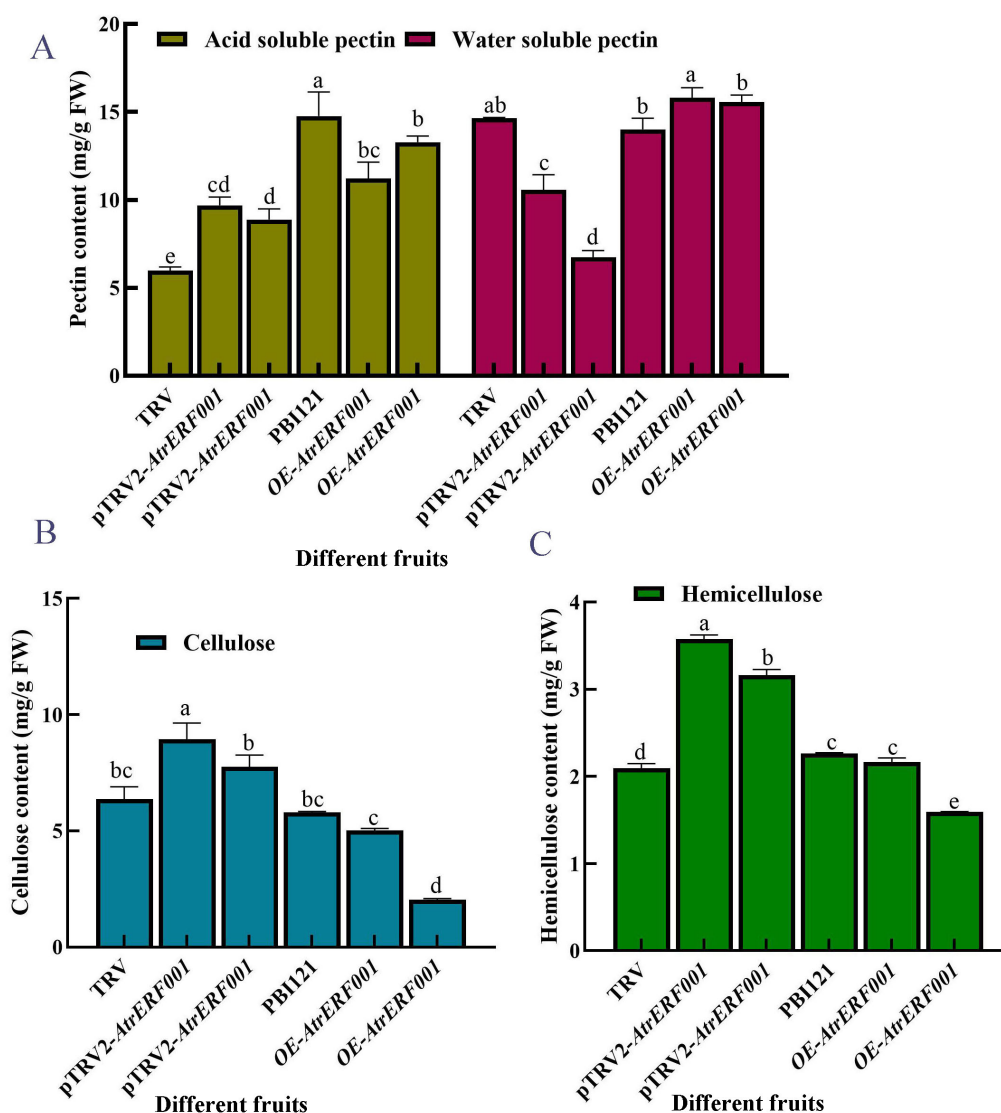 A
Acid soluble pectin
Water soluble pectin
Pectin content (mg/g FW)
20
15
10
5
0
e
cd
d
a
bc
b
ab
c
d
b
a
b
TRV
pTRV2-AtrERF001
pTRV2-AtrERF001
PBI121
OE-AtrERF001
OE-AtrERF001
TRV
pTRV2-AtrERF001
pTRV2-AtrERF001
PBI121
OE-AtrERF001
OE-AtrERF001
Different fruits
B
Cellulose
Cellulose content (mg/g FW)
15
10
5
0
bc
a
b
bc
c
d
TRV
pTRV2-AtrERF001
pTRV2-AtrERF001
PBI121
OE-AtrERF001
OE-AtrERF001
Different fruits
C
Hemicellulose
Hemicellulose content (mg/g FW)
4
3
2
1
0
d
a
b
c
c
e
TRV
pTRV2-AtrERF001
pTRV2-AtrERF001
PBI121
OE-AtrERF001
OE-AtrERF001
Different fruits